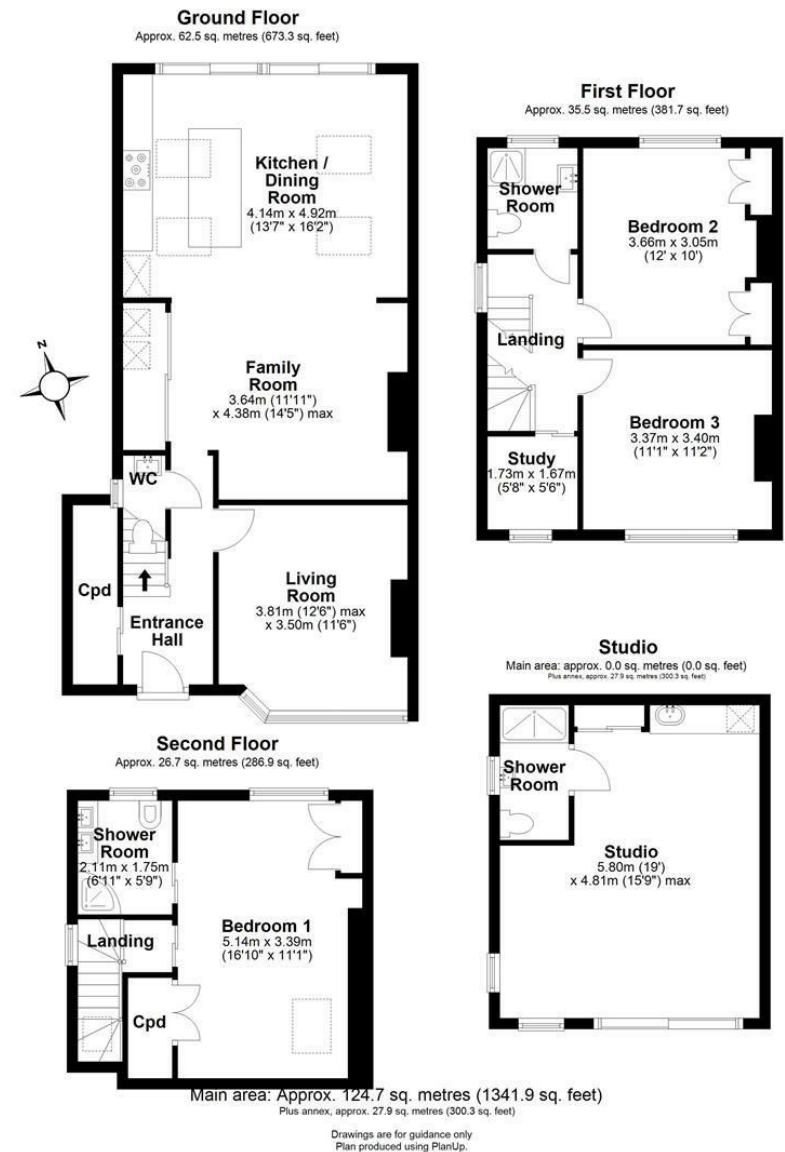 Ground Floor
Approx. 62.5 sq. metres (673.3 sq. feet)
Kitchen /
Dining
Room
4.14m x 4.92m
(13'7" x 16'2")
Family
Room
3.64m (11'11")
x 4.38m (14'5") max
WC
Cpd
Entrance
Hall
Living
Room
3.81m (12'6") max
x 3.50m (11'6")
N
First Floor
Approx. 35.5 sq. metres (381.7 sq. feet)
Shower
Room
Bedroom 2
3.66m x 3.05m
(12' x 10')
Landing
Bedroom 3
3.37m x 3.40m
(11'1" x 11'2")
Study
1.73m x 1.67m
(5'8" x 5'6")
Second Floor
Approx. 26.7 sq. metres (286.9 sq. feet)
Shower
Room
2.11m x 1.75m
(6'11" x 5'9")
Landing
Bedroom 1
5.14m x 3.39m
(16'10" x 11'1")
Cpd
Studio
Main area: approx. 0.0 sq. metres (0.0 sq. feet)
Plus annex, approx. 27.9 sq. metres (300.3 sq. feet)
Shower
Room
Studio
5.80m (19')
x 4.81m (15'9") max
Main area: Approx. 124.7 sq. metres (1341.9 sq. feet)
Plus annex, approx. 27.9 sq. metres (300.3 sq. feet)
Drawings are for guidance only
Plan produced using PlanUp.